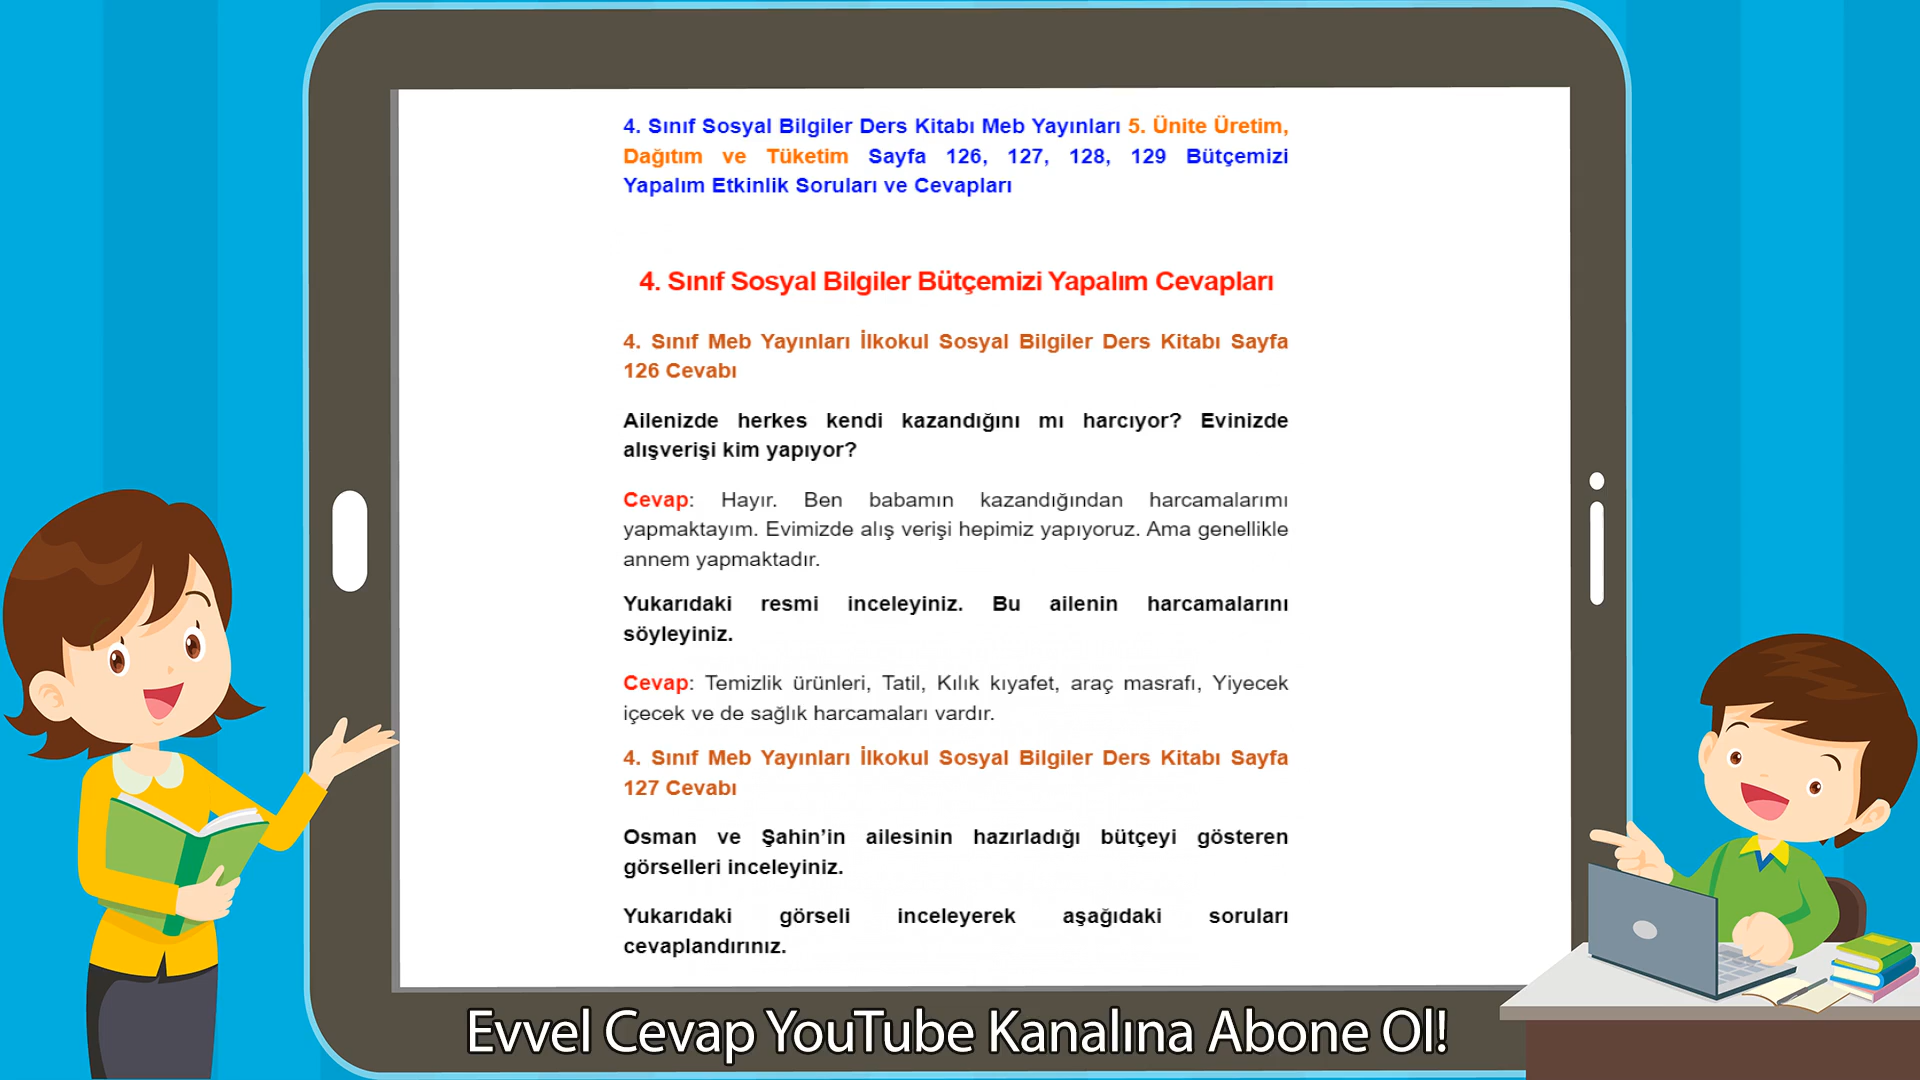 4. Sınıf Sosyal Bilgiler Ders Kitabı Meb Yayınları 5. Ünite Üretim,
Dağıtım ve Tüketim Sayfa 126, 127, 128, 129 Bütçemizi
Yapalım Etkinlik Soruları ve Cevapları
4. Sınıf Sosyal Bilgiler Bütçemizi Yapalım Cevapları
4. Sınıf Meb Yayınları İlkokul Sosyal Bilgiler Ders Kitabı Sayfa
126 Cevabı
Ailenizde herkes kendi kazandığını mı harcıyor? Evinizde
alışverişi kim yapıyor?
Cevap: Hayır. Ben babamın kazandığından harcamalarımı
yapmaktayım. Evimizde alış verişi hepimiz yapıyoruz. Ama genellikle
annem yapmaktadır.
Yukarıdaki resmi inceleyiniz. Bu ailenin harcamalarını
söyleyiniz.
Cevap: Temizlik ürünleri, Tatil, Kılık kıyafet, araç masrafı, Yiyecek
içecek ve de sağlık harcamaları vardır.
4. Sınıf Meb Yayınları İlkokul Sosyal Bilgiler Ders Kitabı Sayfa
127 Cevabı
Osman ve Şahin’in ailesinin hazırladığı bütçeyi gösteren
görselleri inceleyiniz.
Yukarıdaki görseli inceleyerek aşağıdaki soruları
cevaplandırınız.
Evvel Cevap YouTube Kanalına Abone Ol!